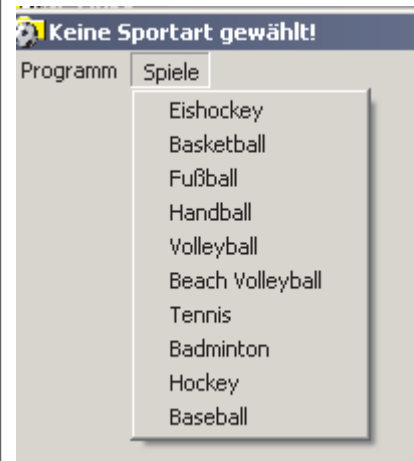 Keine Sportart gewählt!
Programm Spiele
Eishockey
Basketball
Fußball
Handball
Volleyball
Beach Volleyball
Tennis
Badminton
Hockey
Baseball